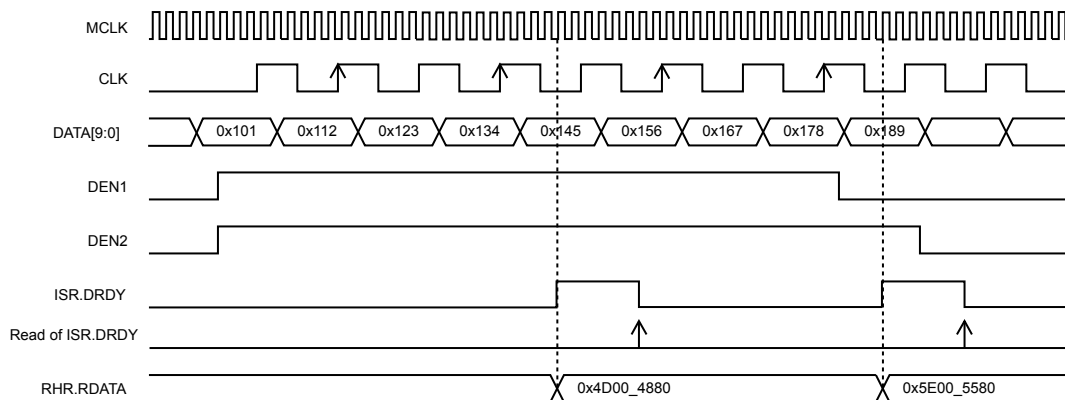 MCLK
CLK
DATA[9:0] 0x101 0x112 0x123 0x134 0x145 0x156 0x167 0x178 0x189
DEN1
DEN2
ISR.DRDY
Read of ISR.DRDY
RHR.RDATA 0x4D00_4880 0x5E00_5580